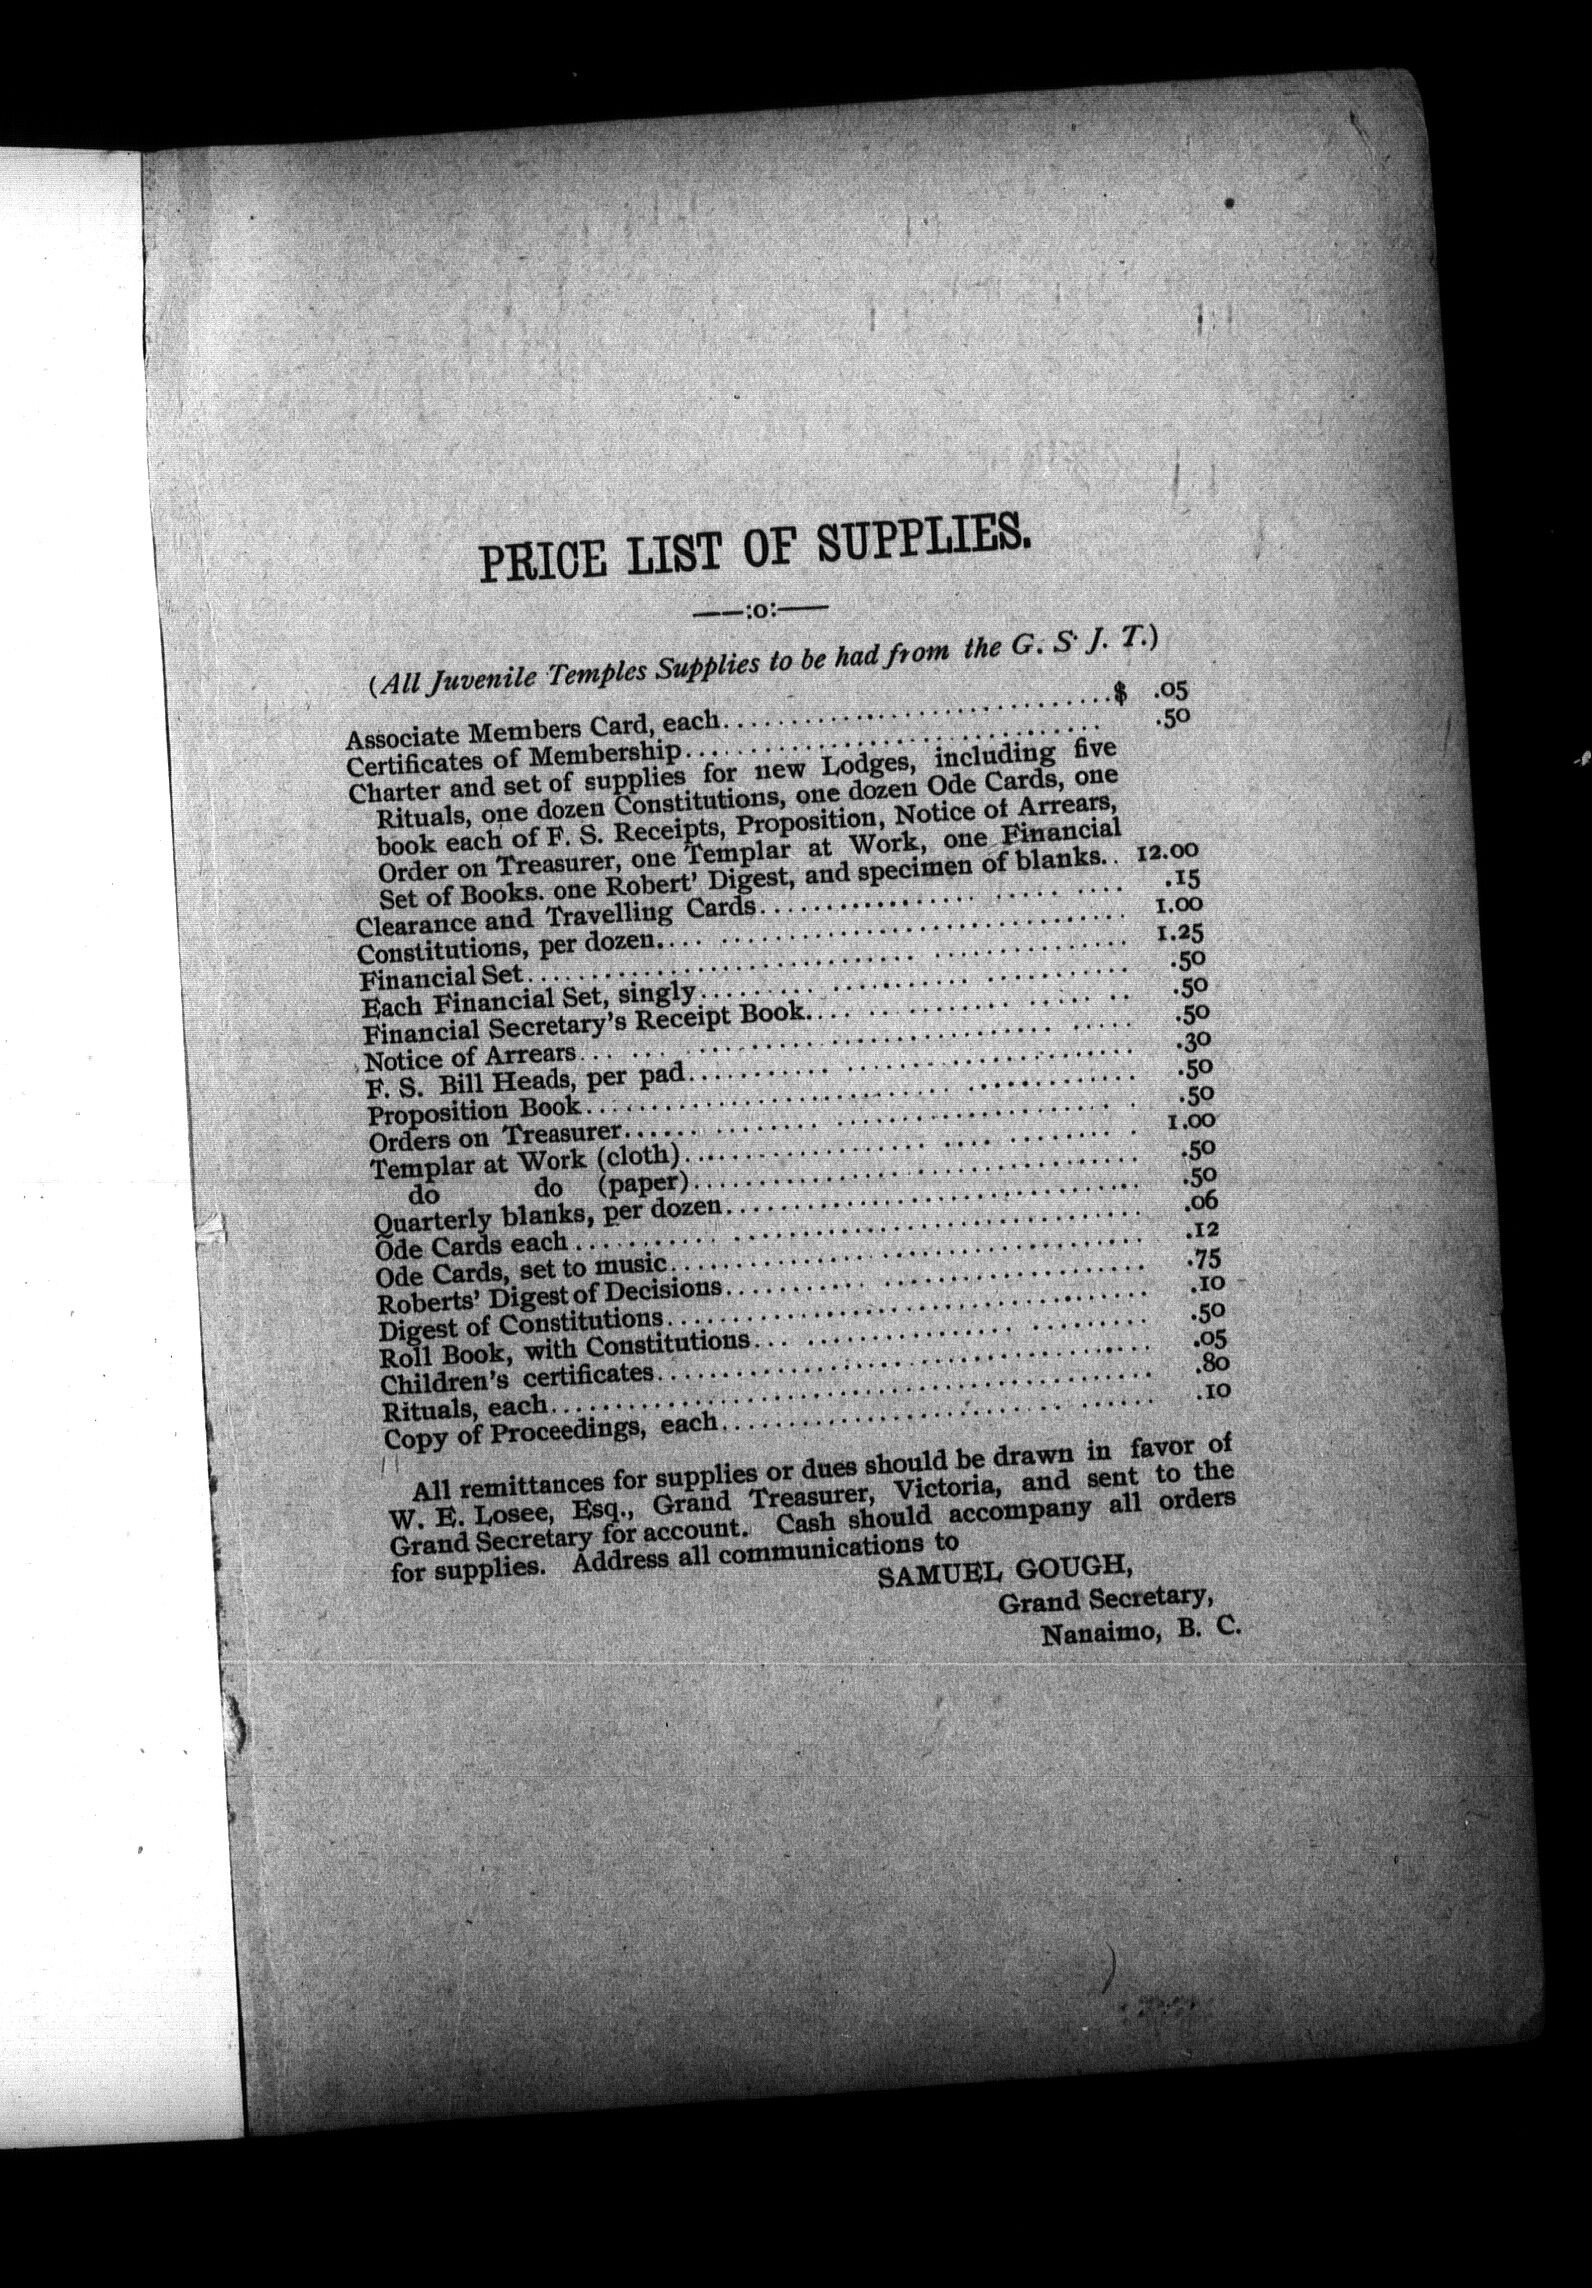 PRICE LIST OF SUPPLIES.
——:o:——
(All Juvenile Temples Supplies to be had from the G. S. J. T.)
Associate Members Card, each..............................$ .05
Certificates of Membership................................ .50
Charter and set of supplies for new Lodges, including five
Rituals, one dozen Constitutions, one dozen Ode Cards, one
book each of F. S. Receipts, Proposition, Notice of Arrears,
Order on Treasurer, one Templar at Work, one Financial
Set of Books. one Robert' Digest, and specimen of blanks.. 12.00
Clearance and Travelling Cards............................ .15
Constitutions, per dozen.................................. 1.00
Financial Set............................................. 1.25
Each Financial Set, singly................................ .50
Financial Secretary's Receipt Book........................ .50
Notice of Arrears......................................... .50
F. S. Bill Heads, per pad................................. .30
Proposition Book.......................................... .50
Orders on Treasurer....................................... .50
Templar at Work (cloth)................................... 1.00
do do (paper)................................... .50
Quarterly blanks, per dozen............................... .50
Ode Cards each............................................ .06
Ode Cards, set to music................................... .12
Roberts' Digest of Decisions.............................. .75
Digest of Constitutions................................... .10
Roll Book, with Constitutions............................. .50
Children's certificates................................... .05
Rituals, each............................................. .80
Copy of Proceedings, each................................. .10
All remittances for supplies or dues should be drawn in favor of
W. E. Losee, Esq., Grand Treasurer, Victoria, and sent to the
Grand Secretary for account. Cash should accompany all orders
for supplies. Address all communications to
SAMUEL GOUGH,
Grand Secretary,
Nanaimo, B. C.